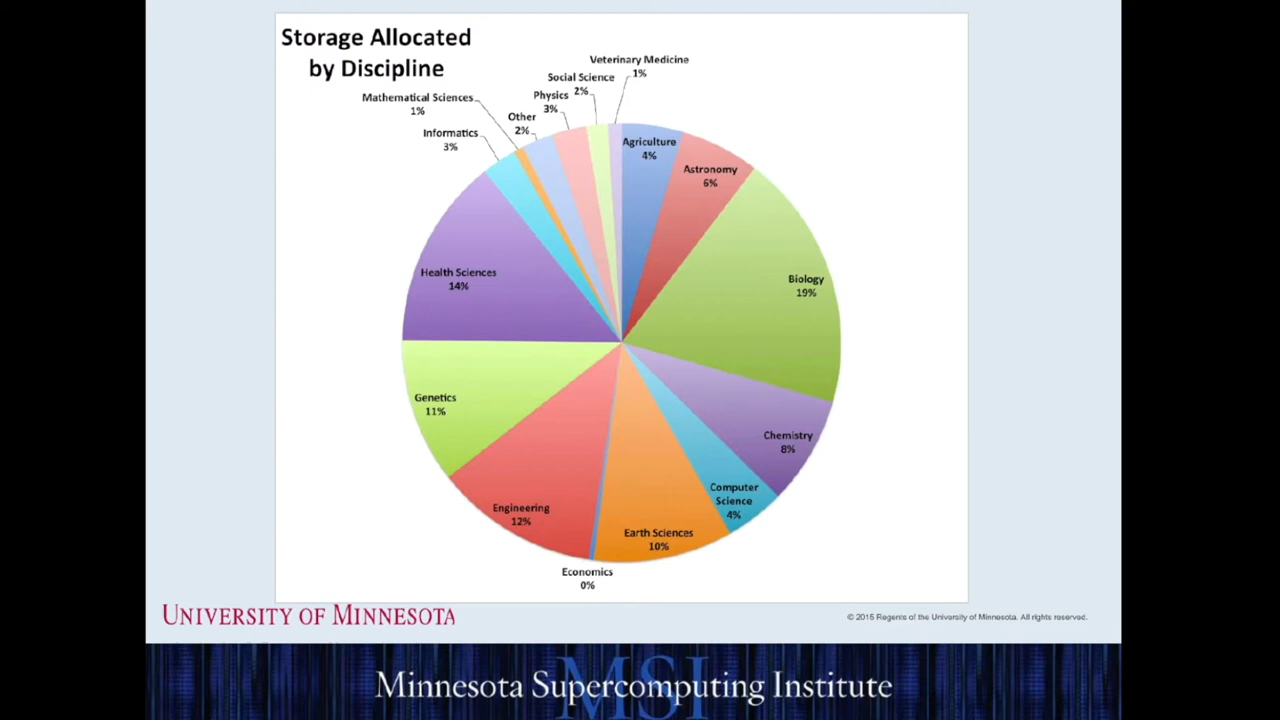 Storage Allocated
by Discipline
Veterinary Medicine
1%
Social Science
2%
Physics
3%
Mathematical Sciences
1%
Other
2%
Informatics
3%
Agriculture
4%
Astronomy
6%
Biology
19%
Chemistry
8%
Computer
Science
4%
Earth Sciences
10%
Economics
0%
Engineering
12%
Genetics
11%
Health Sciences
14%
UNIVERSITY OF MINNESOTA
© 2015 Regents of the University of Minnesota. All rights reserved.
MSI
Minnesota Supercomputing Institute